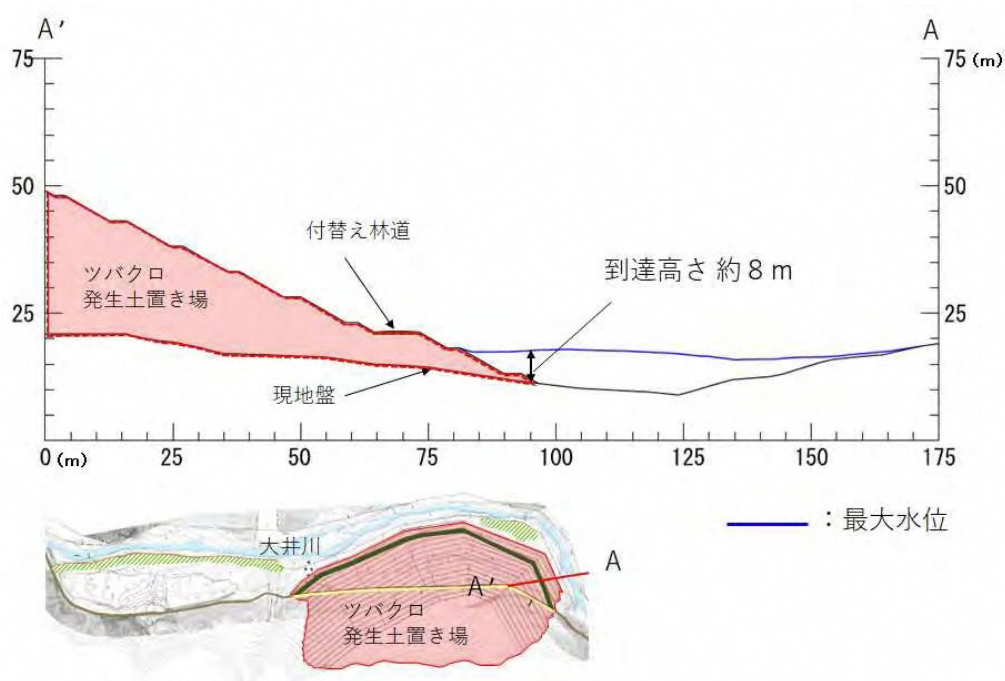 A'
A
75
75 (m)
50
50
付替え林道
到達高さ 約8m
ツバクロ
発生土置き場
25
25
現地盤
0 (m)
25
50
75
100
125
150
175
:最大水位
大井川
A
A'
ツバクロ
発生土置き場